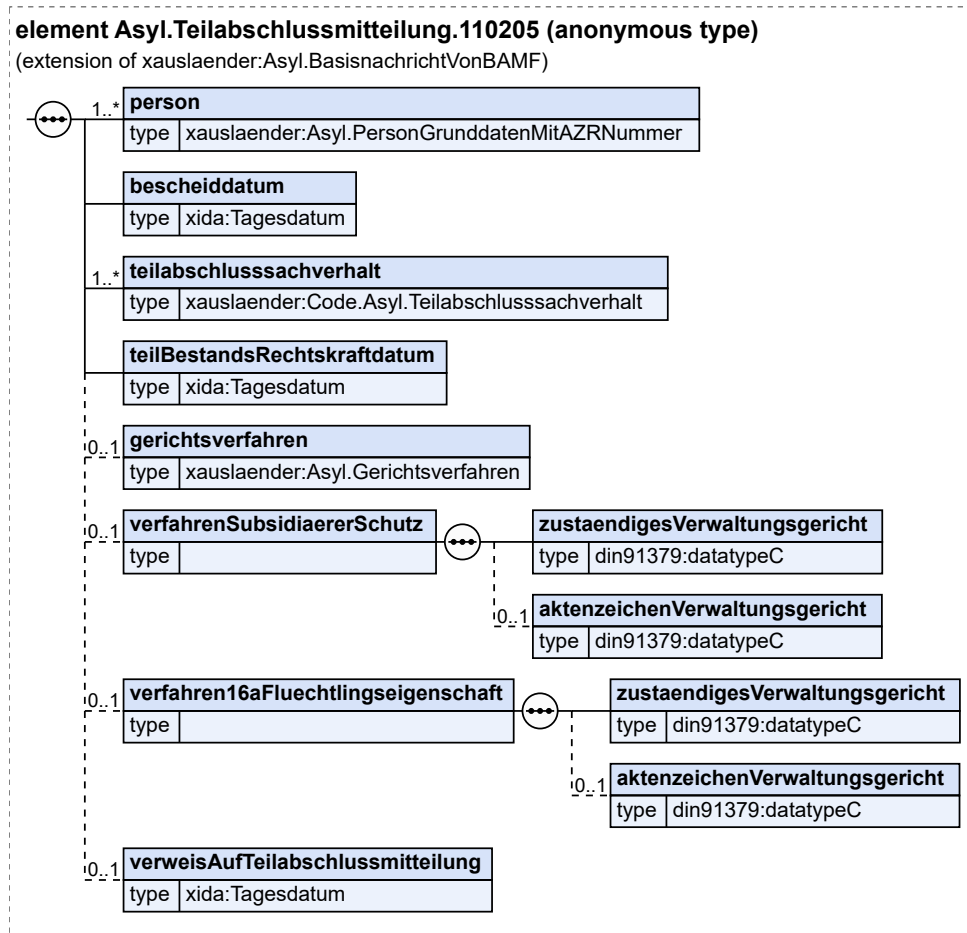 element Asyl.Teilabschlussmitteilung.110205 (anonymous type)
(extension of xauslaender:Asyl.BasisnachrichtVonBAMF)
1..* person
type xauslaender:Asyl.PersonGrunddatenMitAZRNummer
bescheiddatum
type xida:Tagesdatum
1..* teilabschlusssachverhalt
type xauslaender:Code.Asyl.Teilabschlusssachverhalt
teilBestandsRechtskraftdatum
type xida:Tagesdatum
0..1 gerichtsverfahren
type xauslaender:Asyl.Gerichtsverfahren
0..1 verfahrenSubsidiaererSchutz
type
zustaendigesVerwaltungsgericht
type din91379:datatypeC
0..1 aktenzeichenVerwaltungsgericht
type din91379:datatypeC
0..1 verfahren16aFluechtlingseigenschaft
type
zustaendigesVerwaltungsgericht
type din91379:datatypeC
0..1 aktenzeichenVerwaltungsgericht
type din91379:datatypeC
0..1 verweisAufTeilabschlussmitteilung
type xida:Tagesdatum